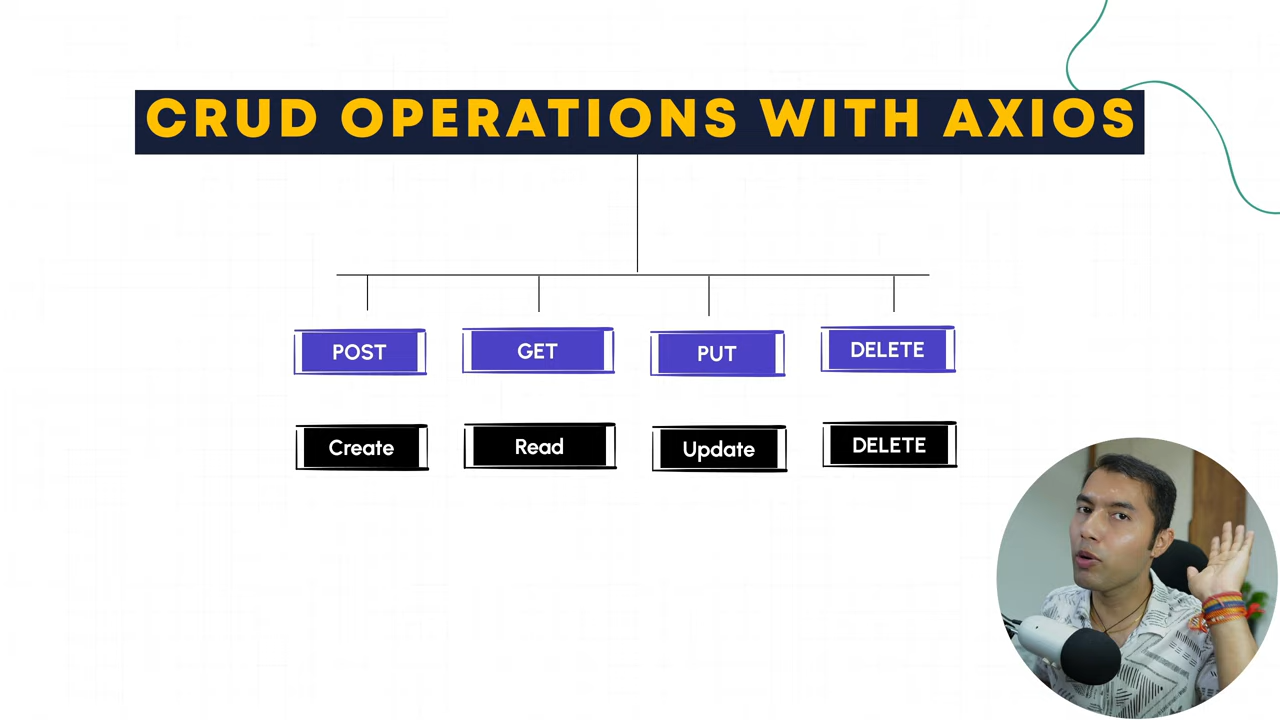 CRUD OPERATIONS WITH AXIOS
POST GET PUT DELETE
Create Read Update DELETE